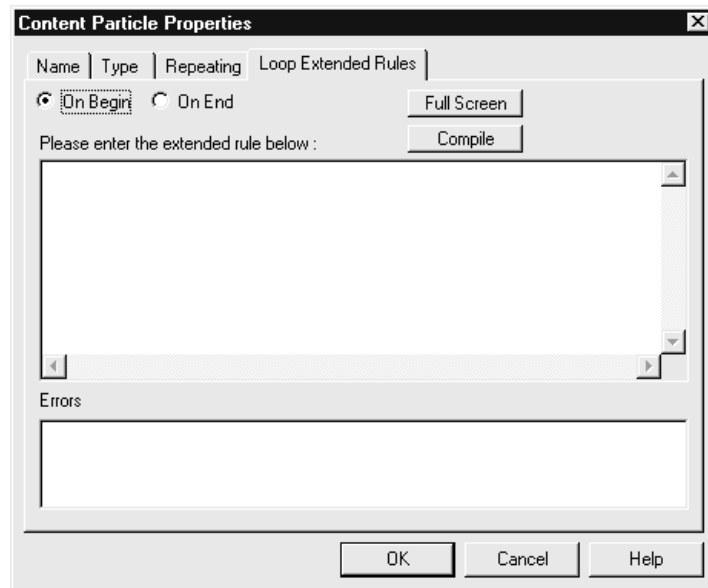 Content Particle Properties
Name Type Repeating Loop Extended Rules
On Begin On End Full Screen
Please enter the extended rule below : Compile
Errors
OK Cancel Help